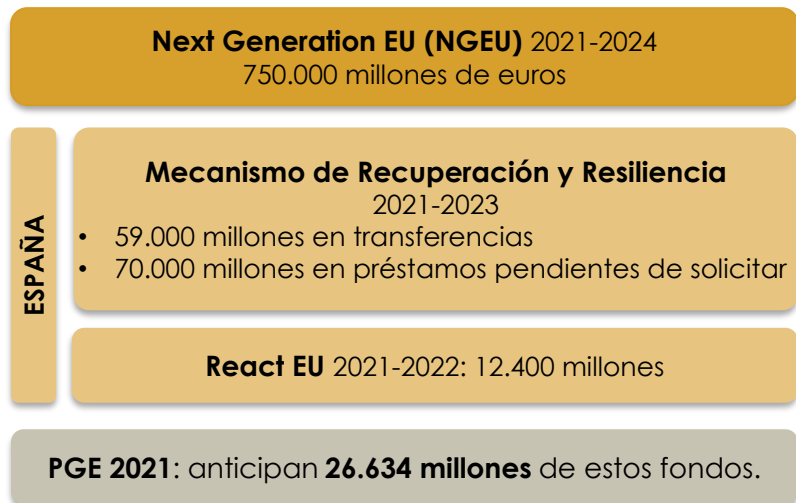 Next Generation EU (NGEU) 2021-2024
750.000 millones de euros
ESPAÑA
Mecanismo de Recuperación y Resiliencia
2021-2023
• 59.000 millones en transferencias
• 70.000 millones en préstamos pendientes de solicitar
React EU 2021-2022: 12.400 millones
PGE 2021: anticipan 26.634 millones de estos fondos.